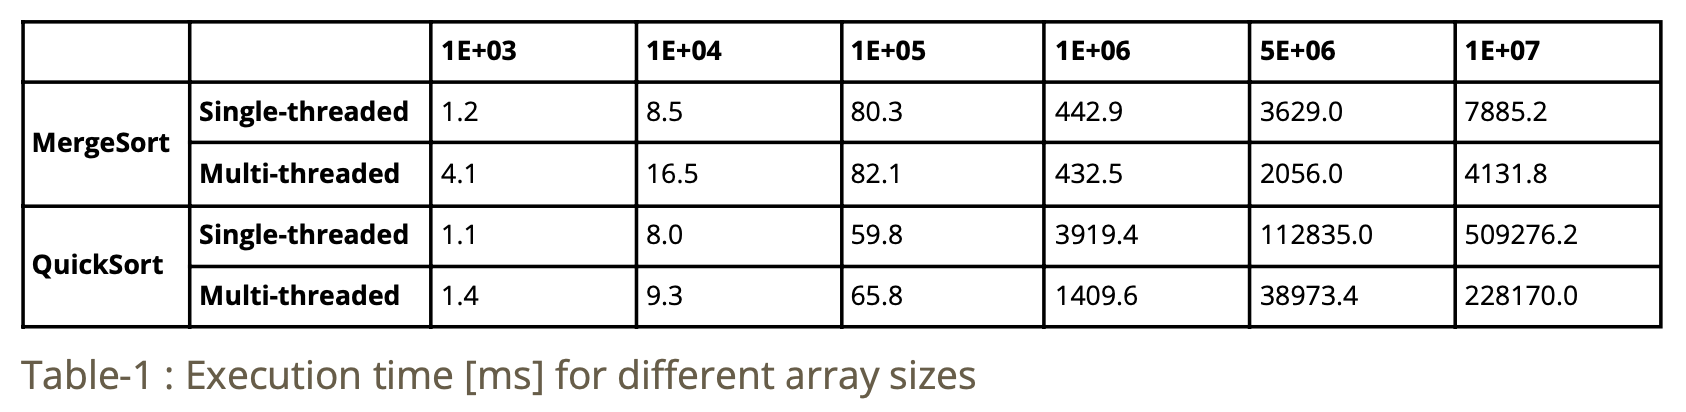 1E+03 1E+04 1E+05 1E+06 5E+06 1E+07
MergeSort Single-threaded 1.2 8.5 80.3 442.9 3629.0 7885.2
Multi-threaded 4.1 16.5 82.1 432.5 2056.0 4131.8
QuickSort Single-threaded 1.1 8.0 59.8 3919.4 112835.0 509276.2
Multi-threaded 1.4 9.3 65.8 1409.6 38973.4 228170.0
Table-1 : Execution time [ms] for different array sizes